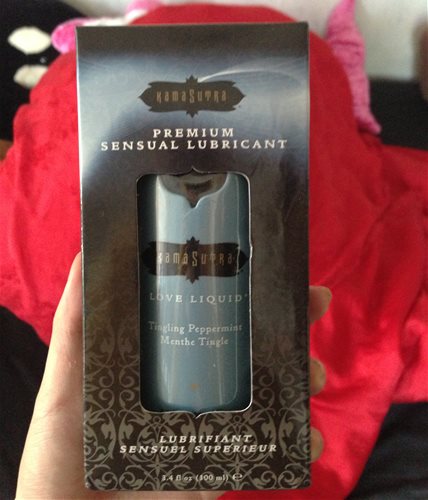 KAMASUTRA
PREMIUM
SENSUAL LUBRICANT
KAMASUTRA
LOVE LIQUID
Tingling Peppermint
Menthe Tingle
LUBRIFIANT
SENSUEL SUPERIEUR
3.4 fl oz (100 ml) ℮